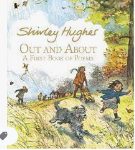 Shirley Hughes
OUT AND ABOUT
A FIRST BOOK OF POEMS